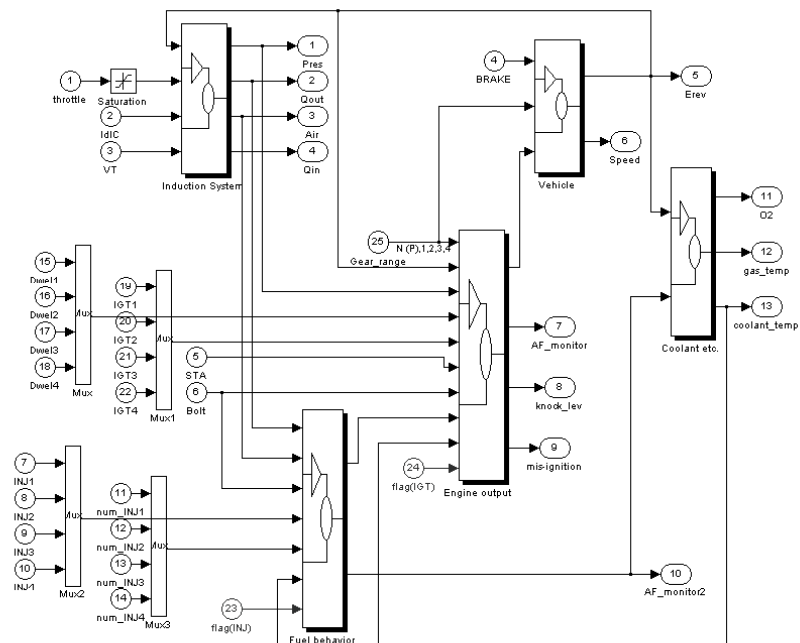 1
throttle
Saturation
2
IdlC
3
VT
Induction System
1
Pres
2
Qout
3
Air
4
Qin
4
BRAKE
Vehicle
5
Erev
6
Speed
25
N (P),1,2,3,4
Gear_range
11
O2
12
gas_temp
13
coolant_temp
Coolant etc.
15
Dwel1
16
Dwel2
17
Dwel3
18
Dwel4
Mux
Mux
19
IGT1
20
IGT2
21
IGT3
22
IGT4
Mux
Mux1
5
STA
6
Bolt
7
AF_monitor
8
knock_lev
9
mis-ignition
24
flag(IGT)
Engine output
7
INJ1
8
INJ2
9
INJ3
10
INJ4
Mux
Mux2
11
num_INJ1
12
num_INJ2
13
num_INJ3
14
num_INJ4
Mux
Mux3
23
flag(INJ)
Fuel behavior
10
AF_monitor2